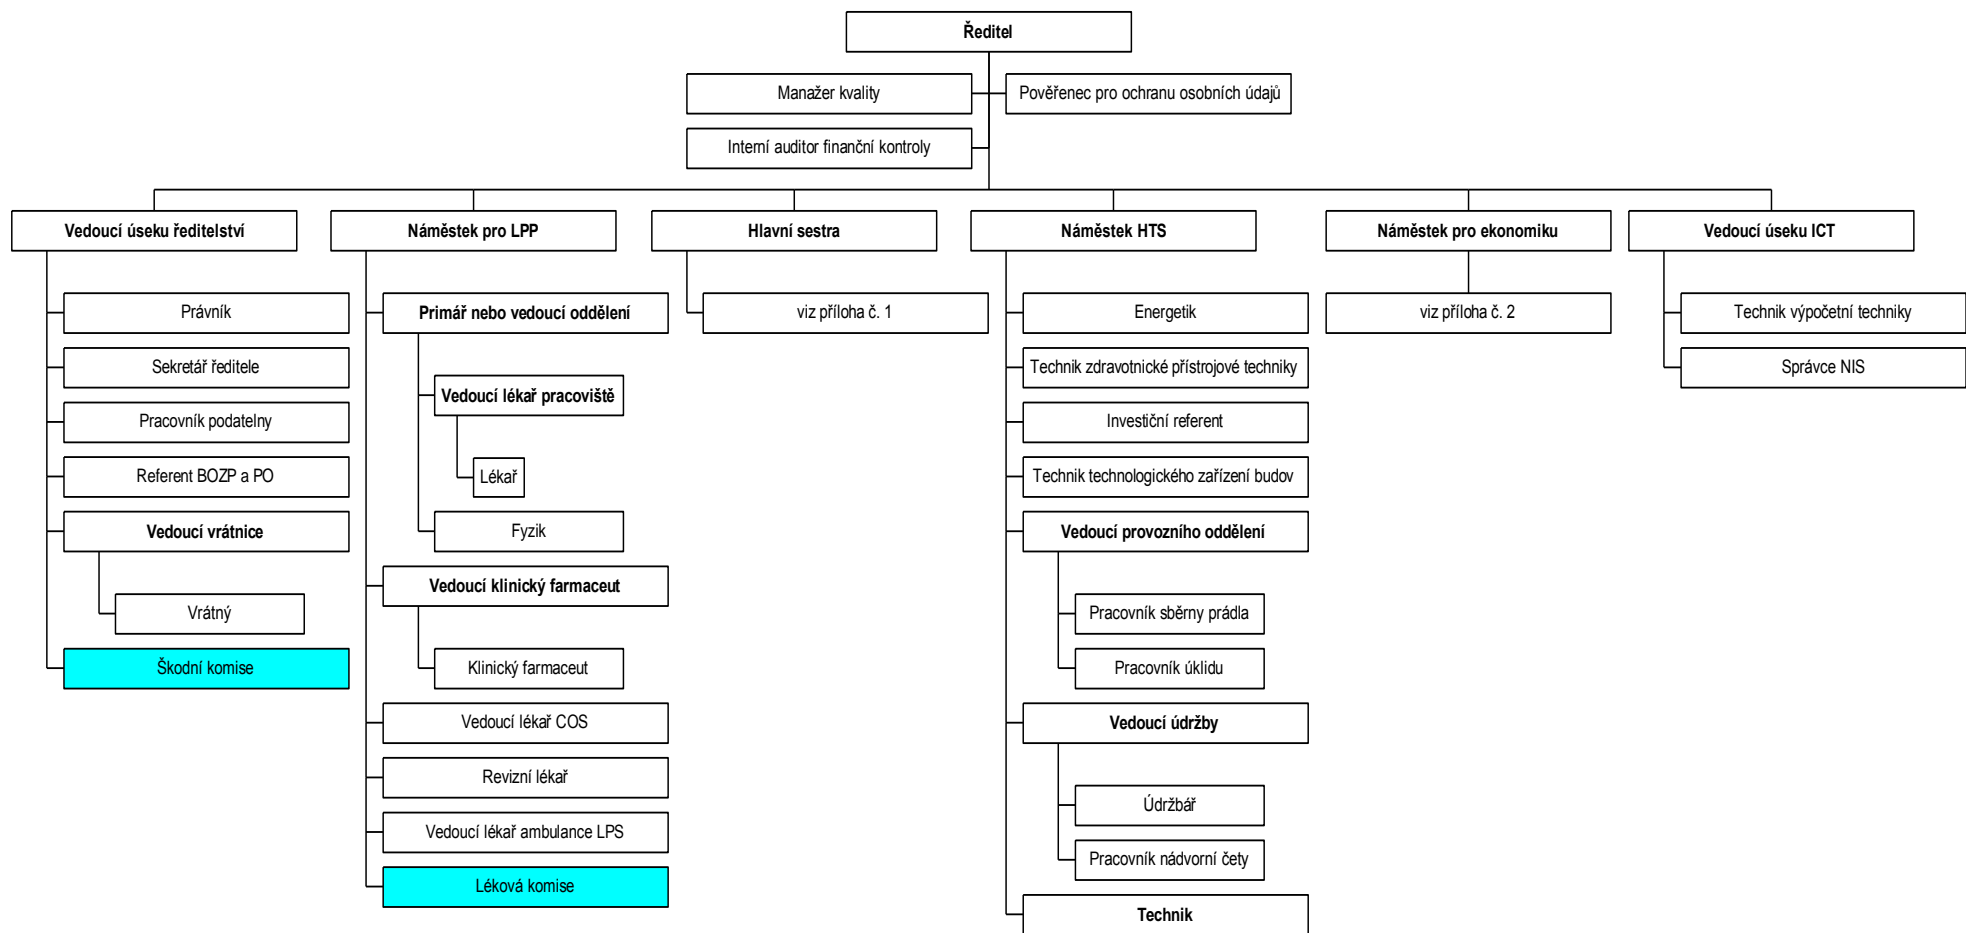 Ředitel
Manažer kvality
Pověřenec pro ochranu osobních údajů
Interní auditor finanční kontroly
Vedoucí úseku ředitelství
Náměstek pro LPP
Hlavní sestra
Náměstek HTS
Náměstek pro ekonomiku
Vedoucí úseku ICT
Právník
Sekretář ředitele
Pracovník podatelny
Referent BOZP a PO
Vedoucí vrátnice
Vrátný
Škodní komise
Primář nebo vedoucí oddělení
Vedoucí lékař pracoviště
Lékař
Fyzik
Vedoucí klinický farmaceut
Klinický farmaceut
Vedoucí lékař COS
Revizní lékař
Vedoucí lékař ambulance LPS
Léková komise
viz příloha č. 1
Energetik
Technik zdravotnické přístrojové techniky
Investiční referent
Technik technologického zařízení budov
Vedoucí provozního oddělení
Pracovník sběrny prádla
Pracovník úklidu
Vedoucí údržby
Údržbář
Pracovník nádvorní čety
Technik
viz příloha č. 2
Technik výpočetní techniky
Správce NIS